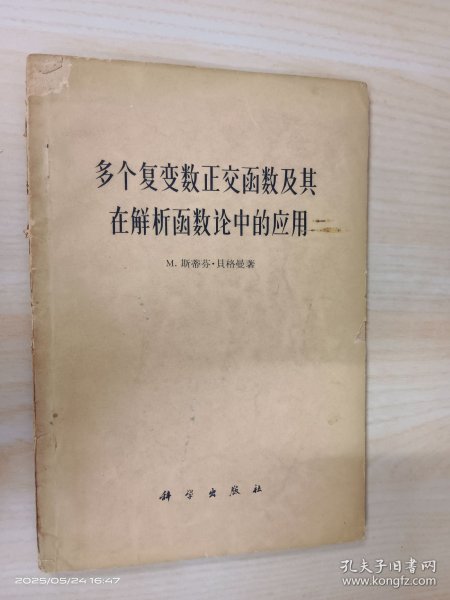 多个复变数正交函数及其
在解析函数论中的应用
M. 斯蒂芬·貝格曼著
科学出版社
2025/05/24 16:47
孔夫子旧书网
www.kongfz.com